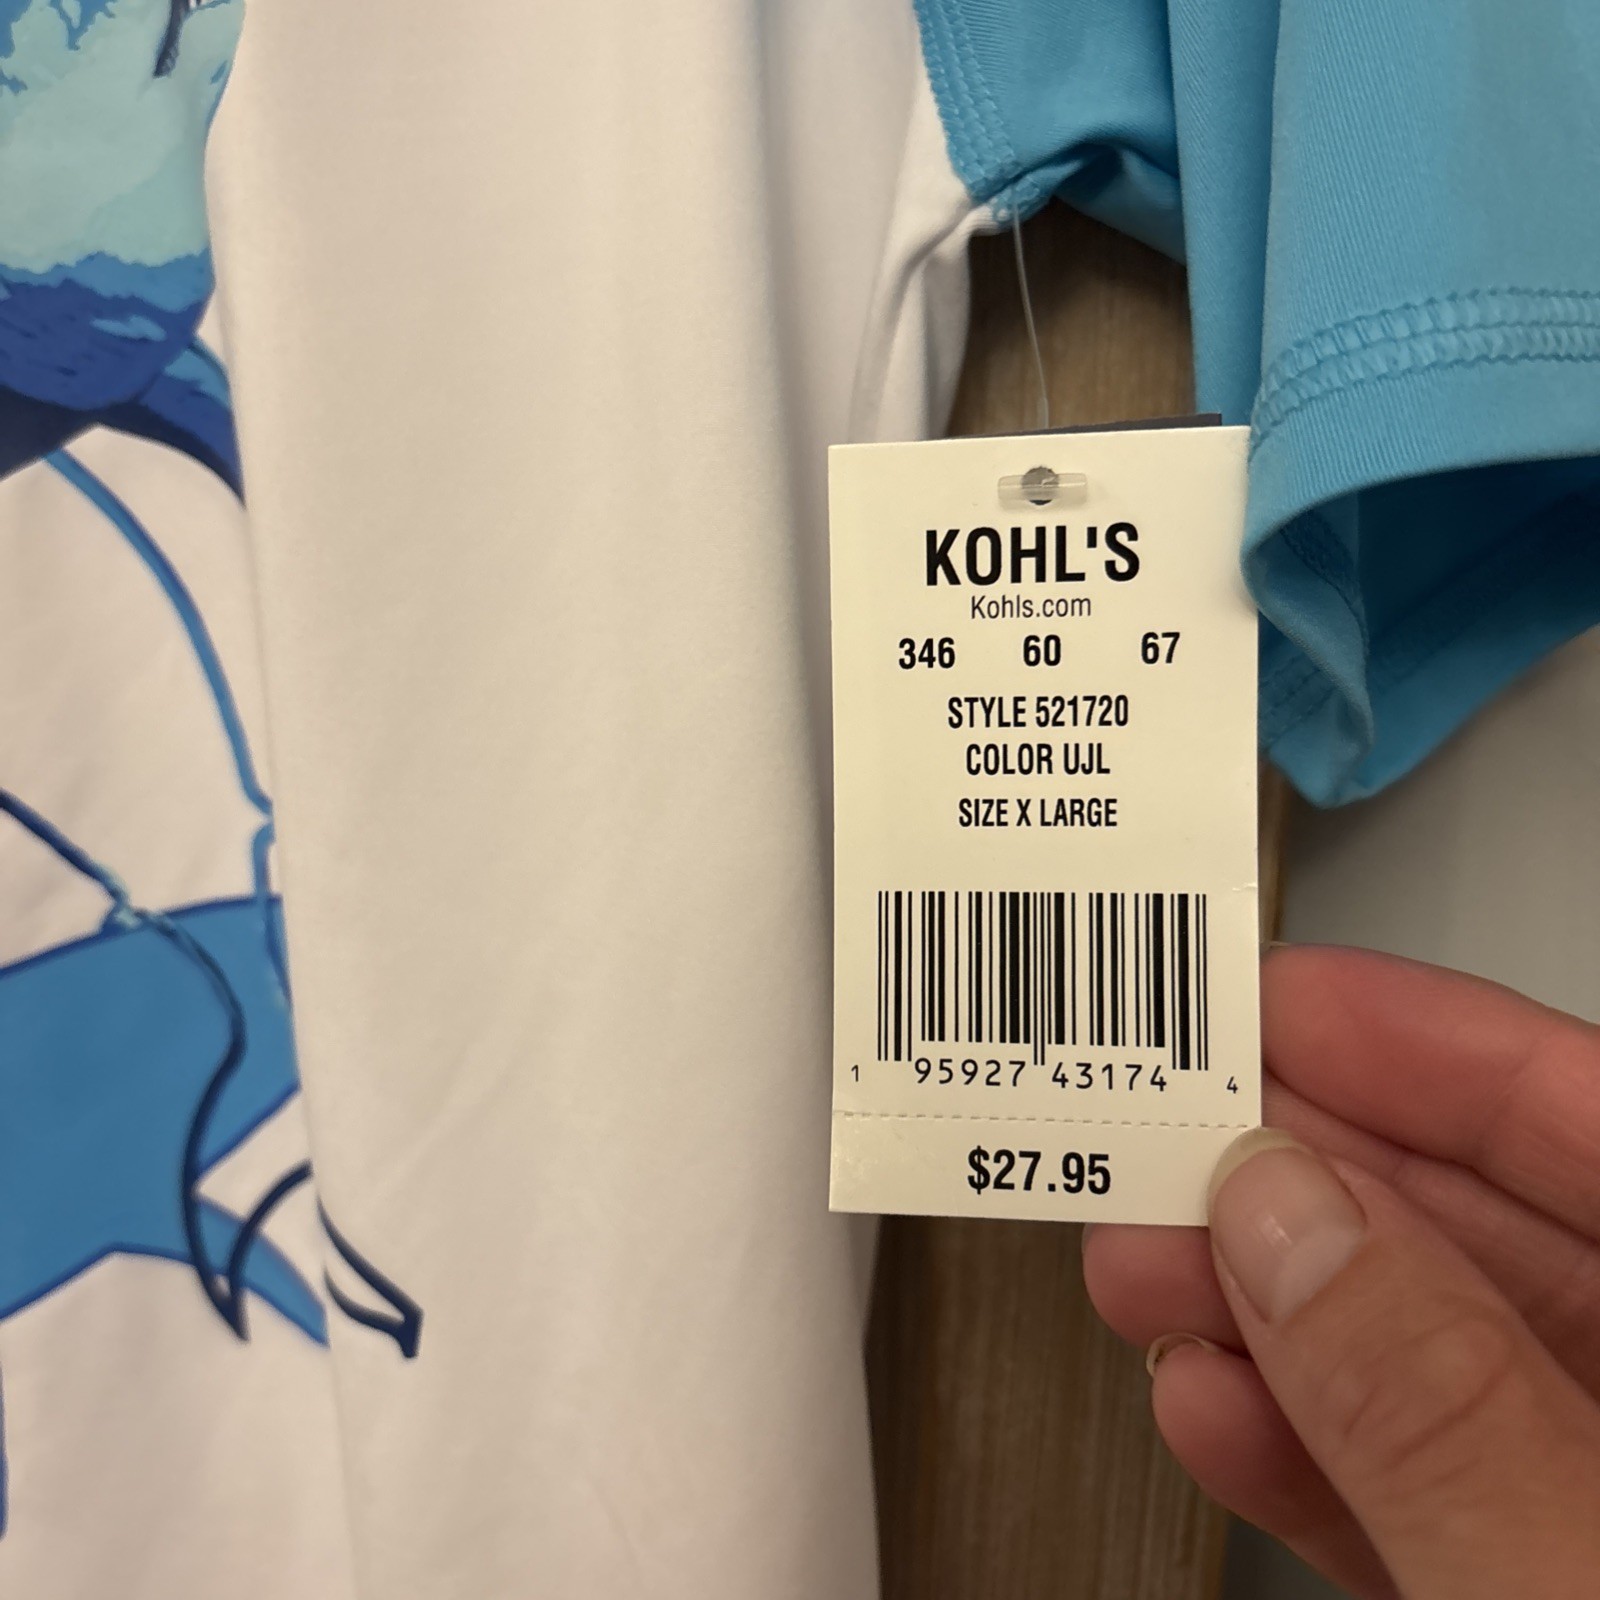 KOHL'S
Kohls.com
346 60 67
STYLE 521720
COLOR UJL
SIZE X LARGE
1 95927 43174 4
$27.95